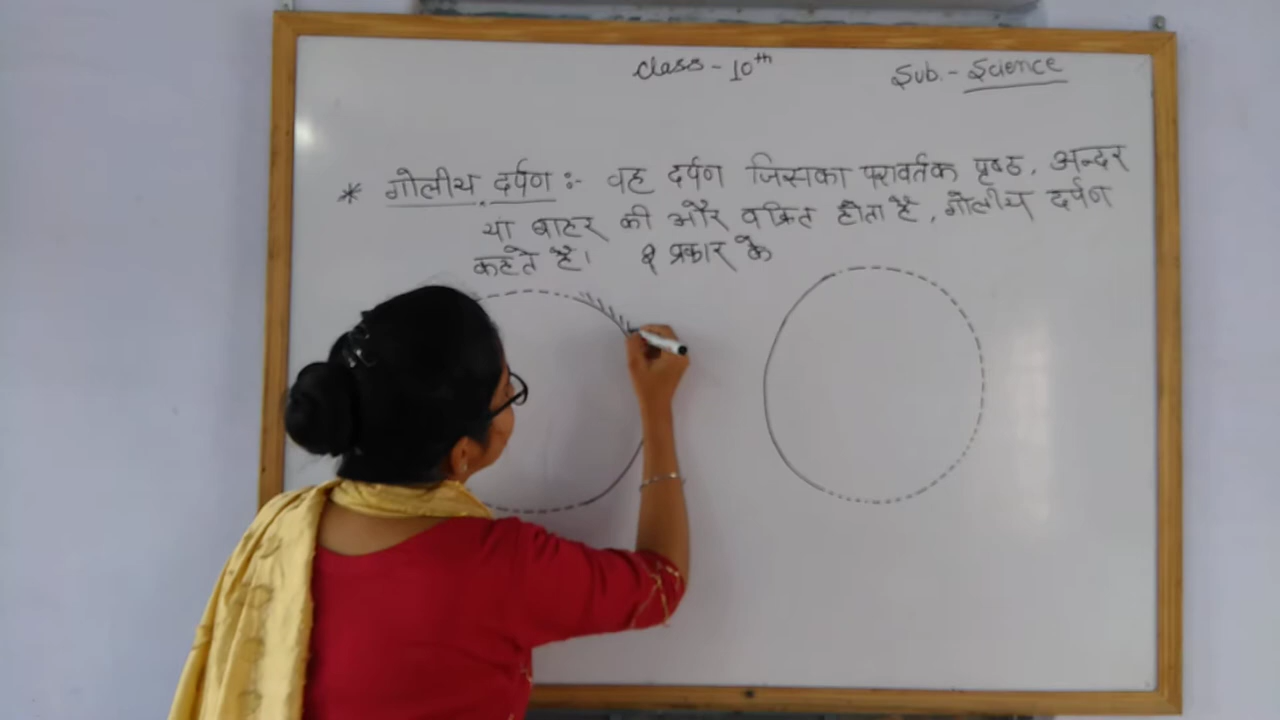 Class - 10th
Sub. - Science
* गोलीय दर्पण :- वह दर्पण जिसका परावर्तक पृष्ठ, अन्दर
या बाहर की और वक्रित होता है, गोलीय दर्पण
कहते है। 2 प्रकार के